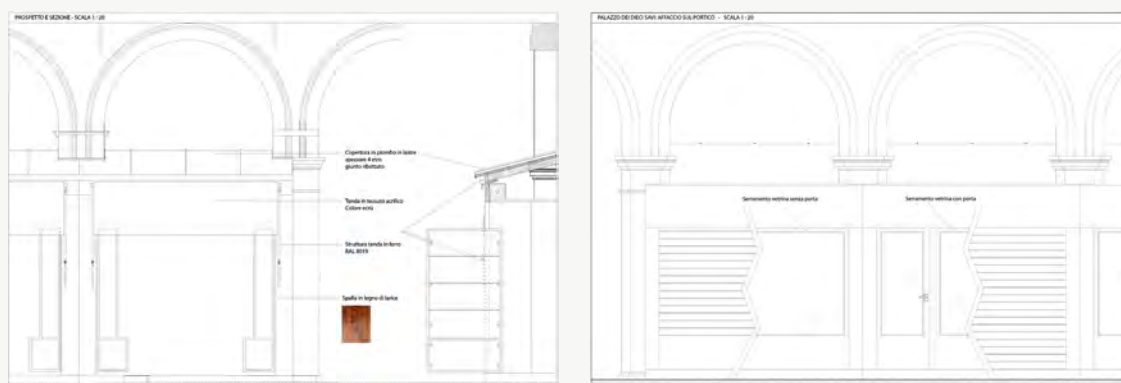 PROSPETTO E SEZIONE - SCALA 1 : 20
Copertura in piombo in lastre
spessore 4 mm
giunto ribattuto
Tenda in tessuto acrilico
Colore ecrù
Struttura tenda in ferro
RAL 8019
Spalla in legno di larice
PALAZZO DEI DIECI SAVI: AFFACCIO SUL PORTICO - SCALA 1 : 20
Serramento vetrina senza porta
Serramento vetrina con porta